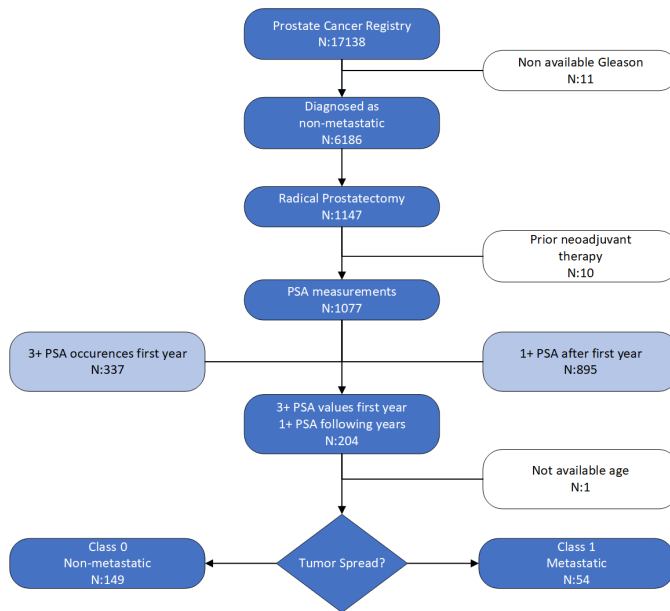 Prostate Cancer Registry
N:17138
Non available Gleason
N:11
Diagnosed as
non-metastatic
N:6186
Radical Prostatectomy
N:1147
Prior neoadjuvant
therapy
N:10
PSA measurements
N:1077
3+ PSA occurences first year
N:337
1+ PSA after first year
N:895
3+ PSA values first year
1+ PSA following years
N:204
Not available age
N:1
Class 0
Non-metastatic
N:149
Tumor Spread?
Class 1
Metastatic
N:54